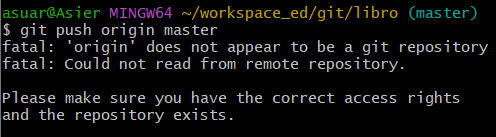 asuar@Asier MINGW64 ~/workspace_ed/git/libro (master)
$ git push origin master
fatal: 'origin' does not appear to be a git repository
fatal: Could not read from remote repository.

Please make sure you have the correct access rights
and the repository exists.